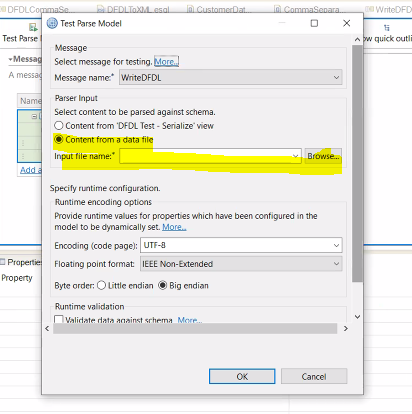 DFDLCommaSe
DFDLToXML.esql
CustomerDat
CommaSepara
WriteDFDL
Test Parse
Test Parse Model
w quick outli
Messag
A messag
Name
Add a
Message
Select message for testing. More...
Message name:* WriteDFDL
Parser Input
Select content to be parsed against schema.
Content from 'DFDL Test - Serialize' view
Content from a data file
Input file name:* Browse...
Specify runtime configuration.
Runtime encoding options
Provide runtime values for properties which have been configured in the
model to be dynamically set. More...
Encoding (code page): UTF-8
Floating point format: IEEE Non-Extended
Byte order: Little endian Big endian
Runtime validation
Validate data against schema More...
Properties
Property
OK Cancel